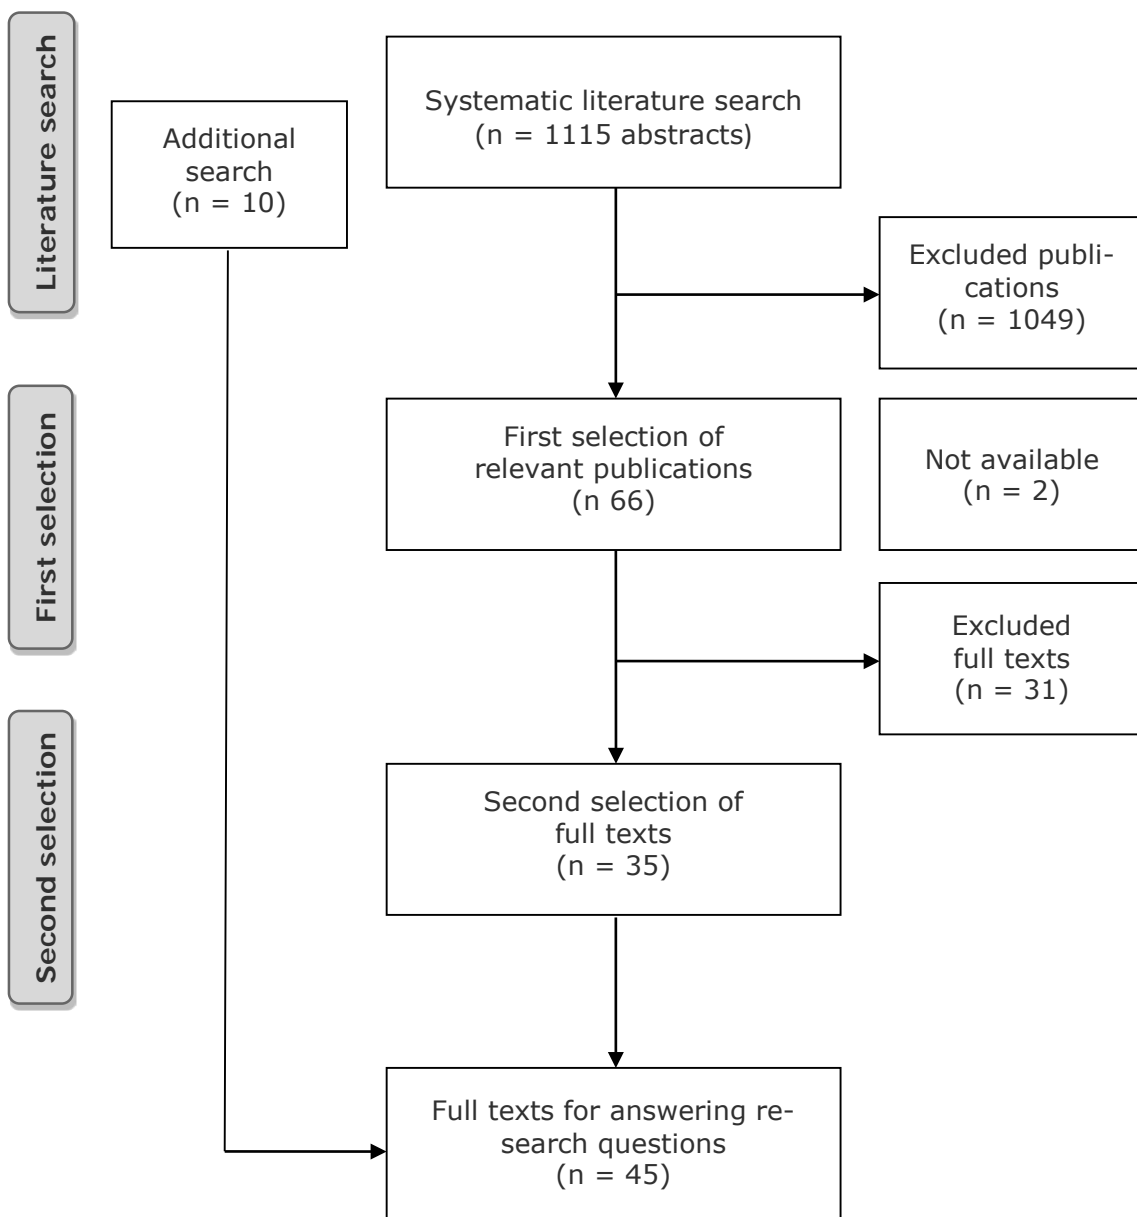 Literature search
Systematic literature search
(n = 1115 abstracts)
Additional
search
(n = 10)
Excluded publi-
cations
(n = 1049)
First selection
First selection of
relevant publications
(n 66)
Not available
(n = 2)
Excluded
full texts
(n = 31)
Second selection
Second selection of
full texts
(n = 35)
Full texts for answering re-
search questions
(n = 45)